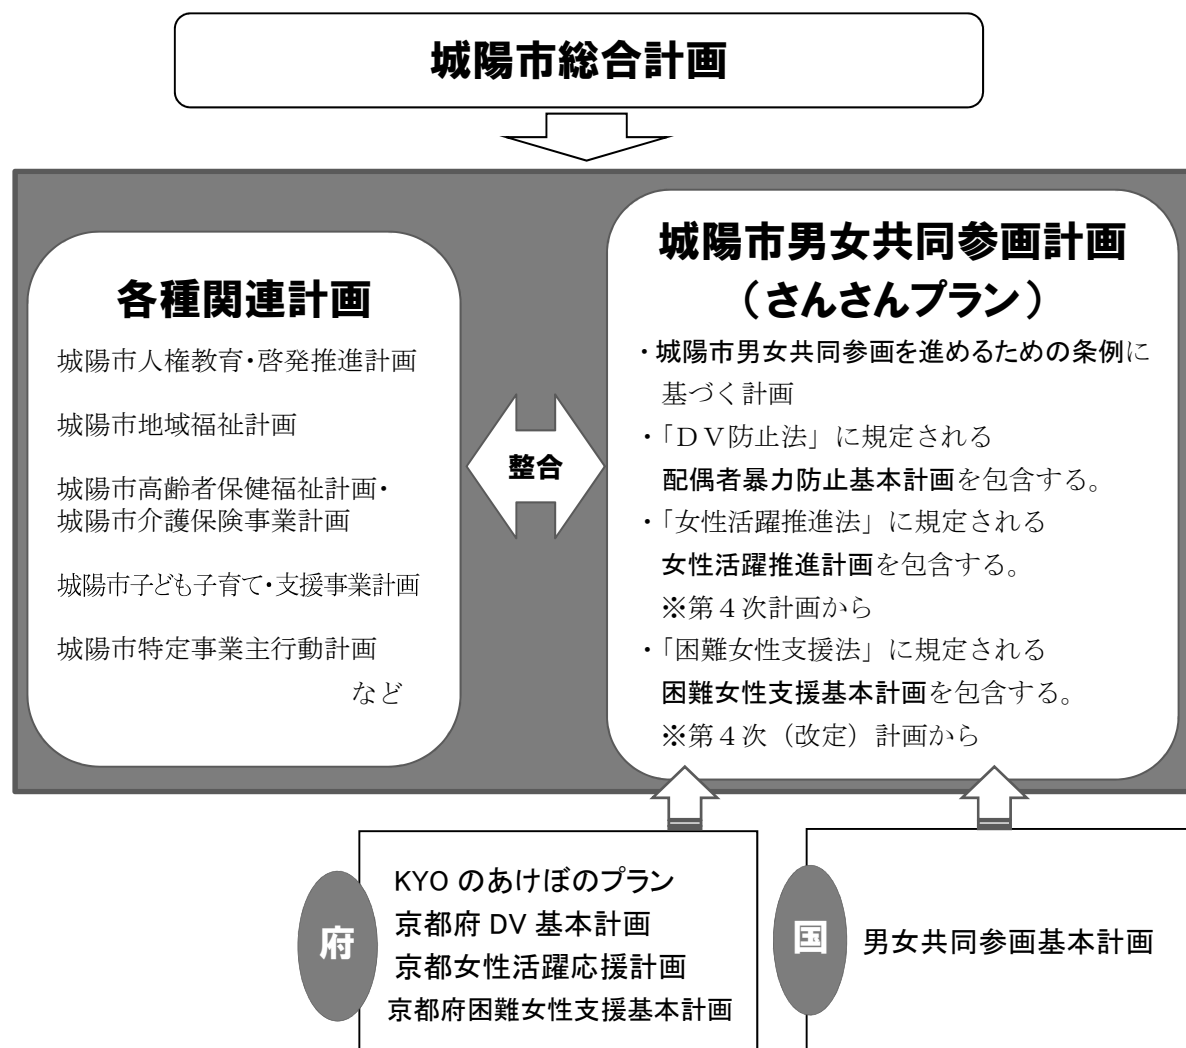 城陽市総合計画
各種関連計画
城陽市人権教育・啓発推進計画
城陽市地域福祉計画
城陽市高齢者保健福祉計画・
城陽市介護保険事業計画
城陽市子ども子育て・支援事業計画
城陽市特定事業主行動計画
など
整合
城陽市男女共同参画計画
（さんさんプラン）
・城陽市男女共同参画を進めるための条例に
基づく計画
・「ＤＶ防止法」に規定される
配偶者暴力防止基本計画を包含する。
・「女性活躍推進法」に規定される
女性活躍推進計画を包含する。
※第４次計画から
・「困難女性支援法」に規定される
困難女性支援基本計画を包含する。
※第４次（改定）計画から
府
KYO のあけぼのプラン
京都府 DV 基本計画
京都女性活躍応援計画
京都府困難女性支援基本計画
国
男女共同参画基本計画